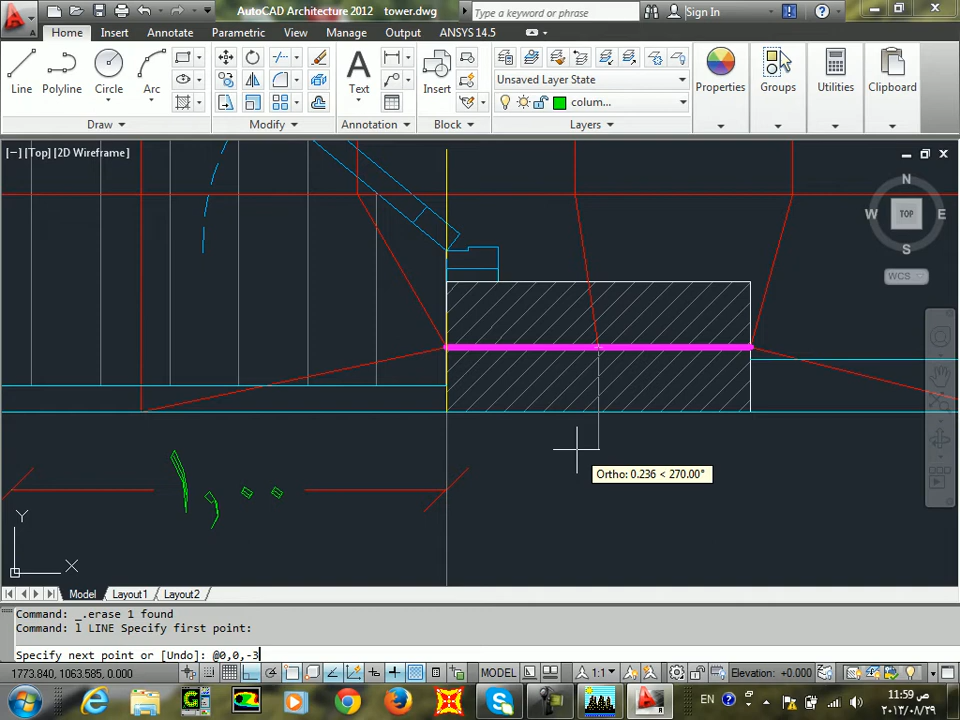 AutoCAD Architecture 2012 tower.dwg
Type a keyword or phrase
Sign In
Home Insert Annotate Parametric View Manage Output ANSYS 14.5
Line Polyline Circle Arc
Text
Insert
Unsaved Layer State
colum...
Properties
Groups
Utilities
Clipboard
Draw Modify Annotation Block Layers
[−] [Top] [2D Wireframe]
N
W TOP E
S
WCS
Ortho: 0.236 < 270.00°
Y
X
Model Layout1 Layout2
Command: _.erase 1 found
Command: l LINE Specify first point:
Specify next point or [Undo]: @0,0,-3
1773.840, 1063.585, 0.000
MODEL
1:1
Elevation: +0.000
EN
11:59 ص
٢٠١٣/٠٨/٢٩